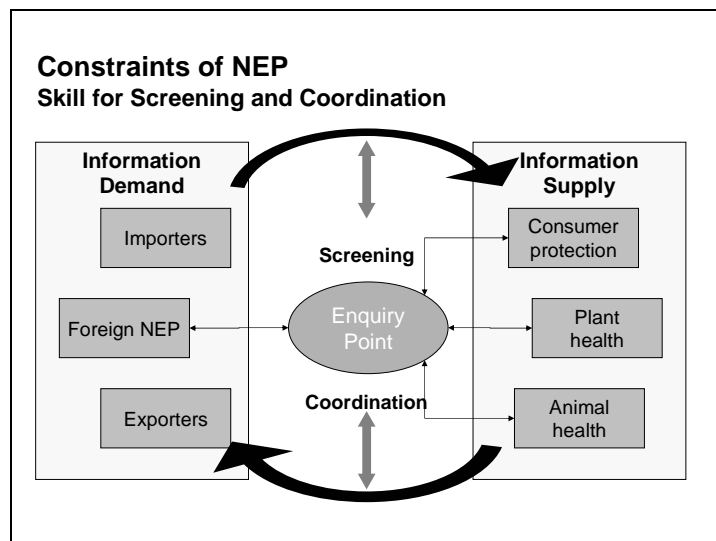 Constraints of NEP
Skill for Screening and Coordination
Information
Demand
Importers
Foreign NEP
Exporters
Screening
Enquiry
Point
Coordination
Information
Supply
Consumer
protection
Plant
health
Animal
health